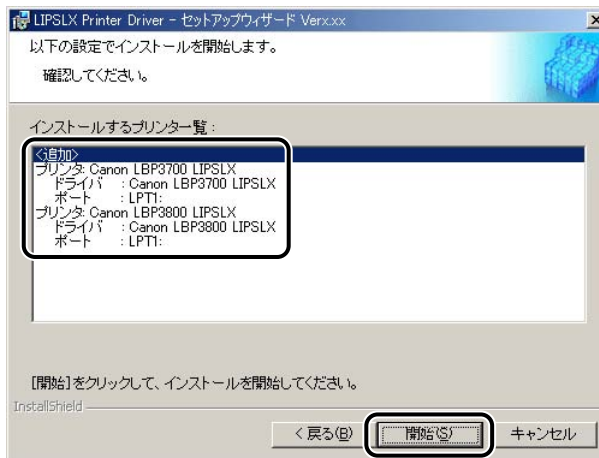 LIPSLX Printer Driver - セットアップウィザード Verx.xx
以下の設定でインストールを開始します。
確認してください。
インストールするプリンター覧:
<追加>
プリンタ: Canon LBP3700 LIPSLX
ドライバ : Canon LBP3700 LIPSLX
ポート : LPT1:
プリンタ: Canon LBP3800 LIPSLX
ドライバ : Canon LBP3800 LIPSLX
ポート : LPT1:
[開始]をクリックして、インストールを開始してください。
InstallShield
< 戻る(B) 開始(S) キャンセル